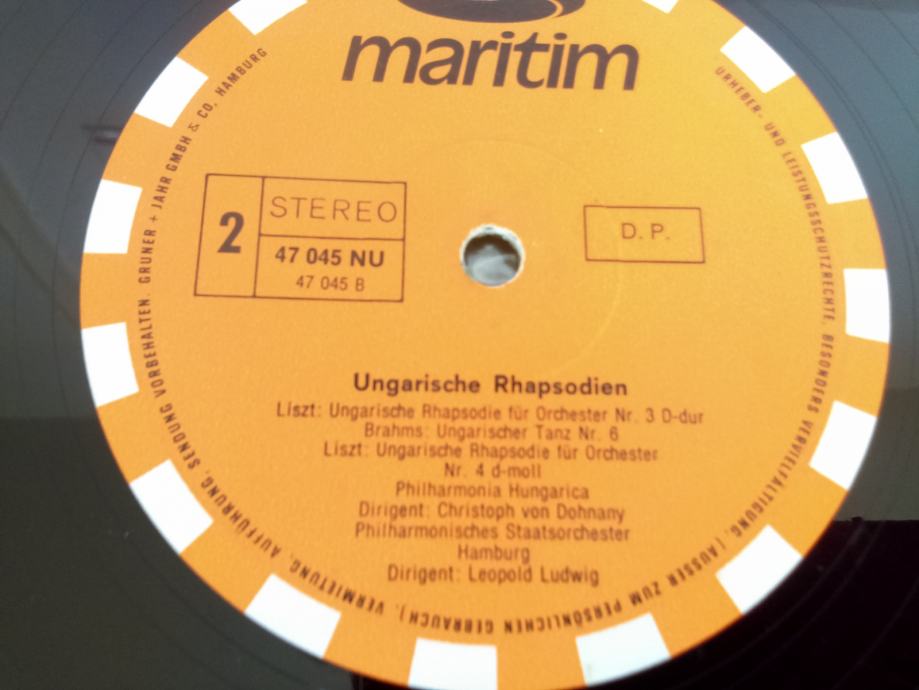 maritim
2
STEREO
47 045 NU
47 045 B
D. P.
Ungarische Rhapsodien
Liszt: Ungarische Rhapsodie für Orchester Nr. 3 D-dur
Brahms: Ungarischer Tanz Nr. 6
Liszt: Ungarische Rhapsodie für Orchester
Nr. 4 d-moll
Philharmonia Hungarica
Dirigent: Christoph von Dohnany
Philharmonisches Staatsorchester
Hamburg
Dirigent: Leopold Ludwig
URHEBER- UND LEISTUNGSSCHUTZRECHTE, BESONDERS VERVIELFÄLTIGUNG, (AUSSER ZUM PERSÖNLICHEN GEBRAUCH), VERMIETUNG, AUFFÜHRUNG, SENDUNG VORBEHALTEN. GRUNER + JAHR GMBH & CO, HAMBURG